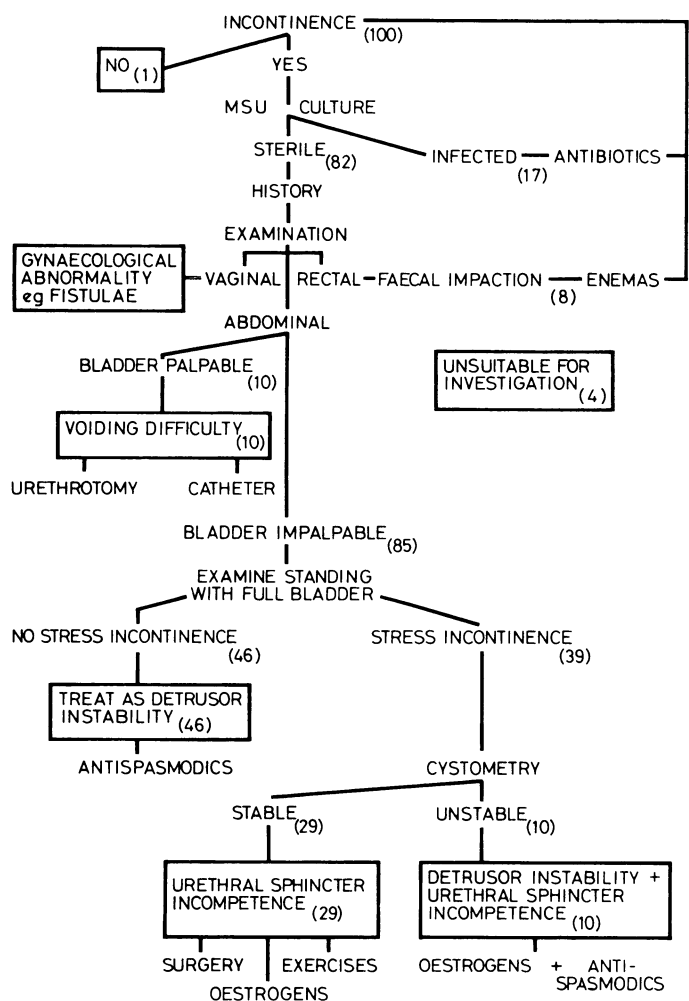 INCONTINENCE
(100)
NO (1)
YES
MSU CULTURE
STERILE (82)
INFECTED (17)
ANTIBIOTICS
HISTORY
EXAMINATION
GYNAECOLOGICAL
ABNORMALITY
eg FISTULAE
VAGINAL
RECTAL
FAECAL IMPACTION
(8)
ENEMAS
ABDOMINAL
BLADDER PALPABLE
(10)
UNSUITABLE FOR
INVESTIGATION (4)
VOIDING DIFFICULTY (10)
URETHROTOMY
CATHETER
BLADDER IMPALPABLE (85)
EXAMINE STANDING
WITH FULL BLADDER
NO STRESS INCONTINENCE
(46)
STRESS INCONTINENCE
(39)
TREAT AS DETRUSOR
INSTABILITY (46)
ANTISPASMODICS
CYSTOMETRY
STABLE (29)
UNSTABLE (10)
URETHRAL SPHINCTER
INCOMPETENCE (29)
DETRUSOR INSTABILITY +
URETHRAL SPHINCTER
INCOMPETENCE (10)
SURGERY
OESTROGENS
EXERCISES
OESTROGENS + ANTI-
SPASMODICS